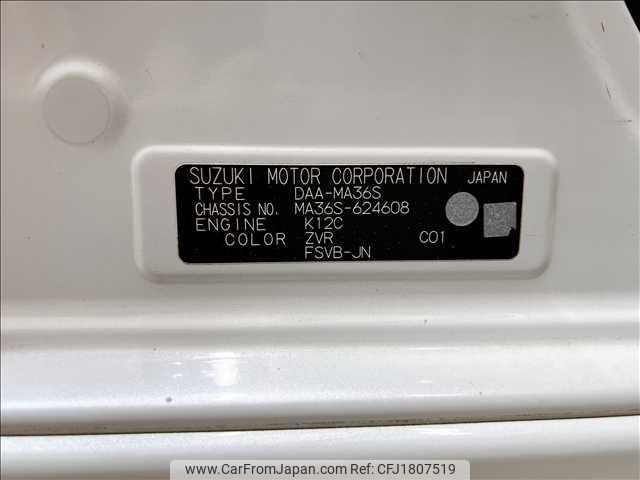 SUZUKI MOTOR CORPORATION JAPAN
TYPE DAA-MA36S
CHASSIS NO. MA36S-624608
ENGINE K12C
COLOR ZVR C01
FSVB-JN
www.CarFromJapan.com CFJ1807519